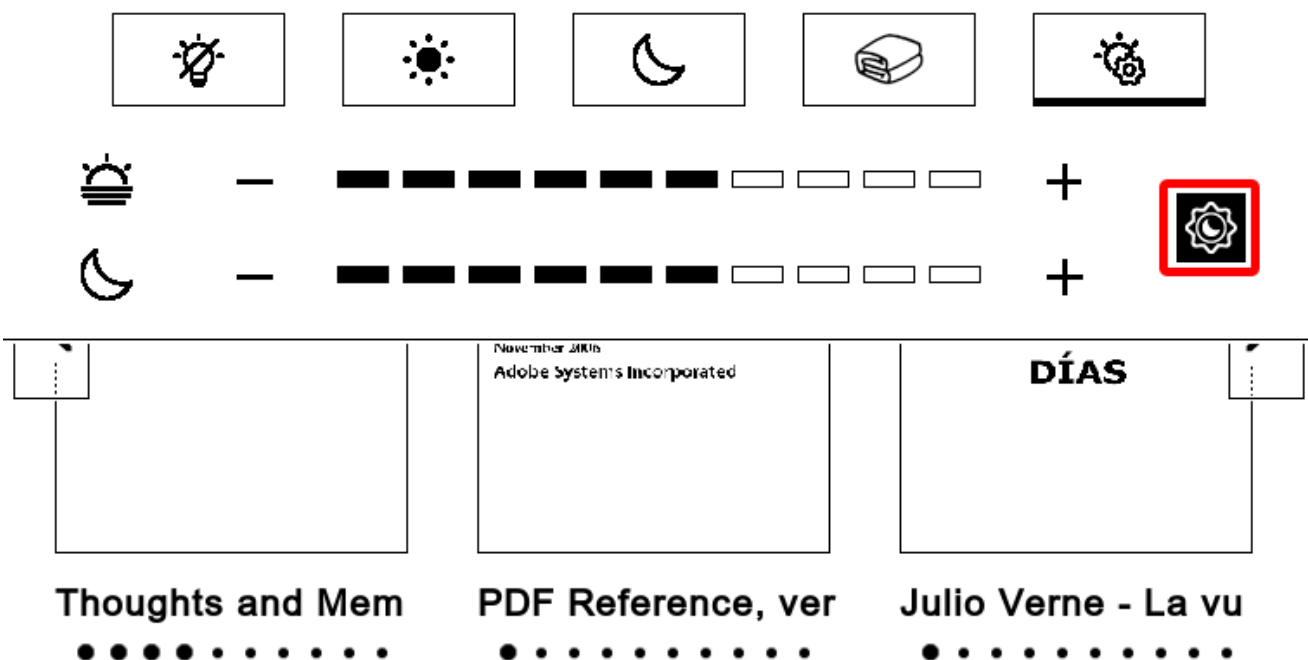 November 2006
Adobe Systems Incorporated
DÍAS
Thoughts and Mem
PDF Reference, ver
Julio Verne - La vu